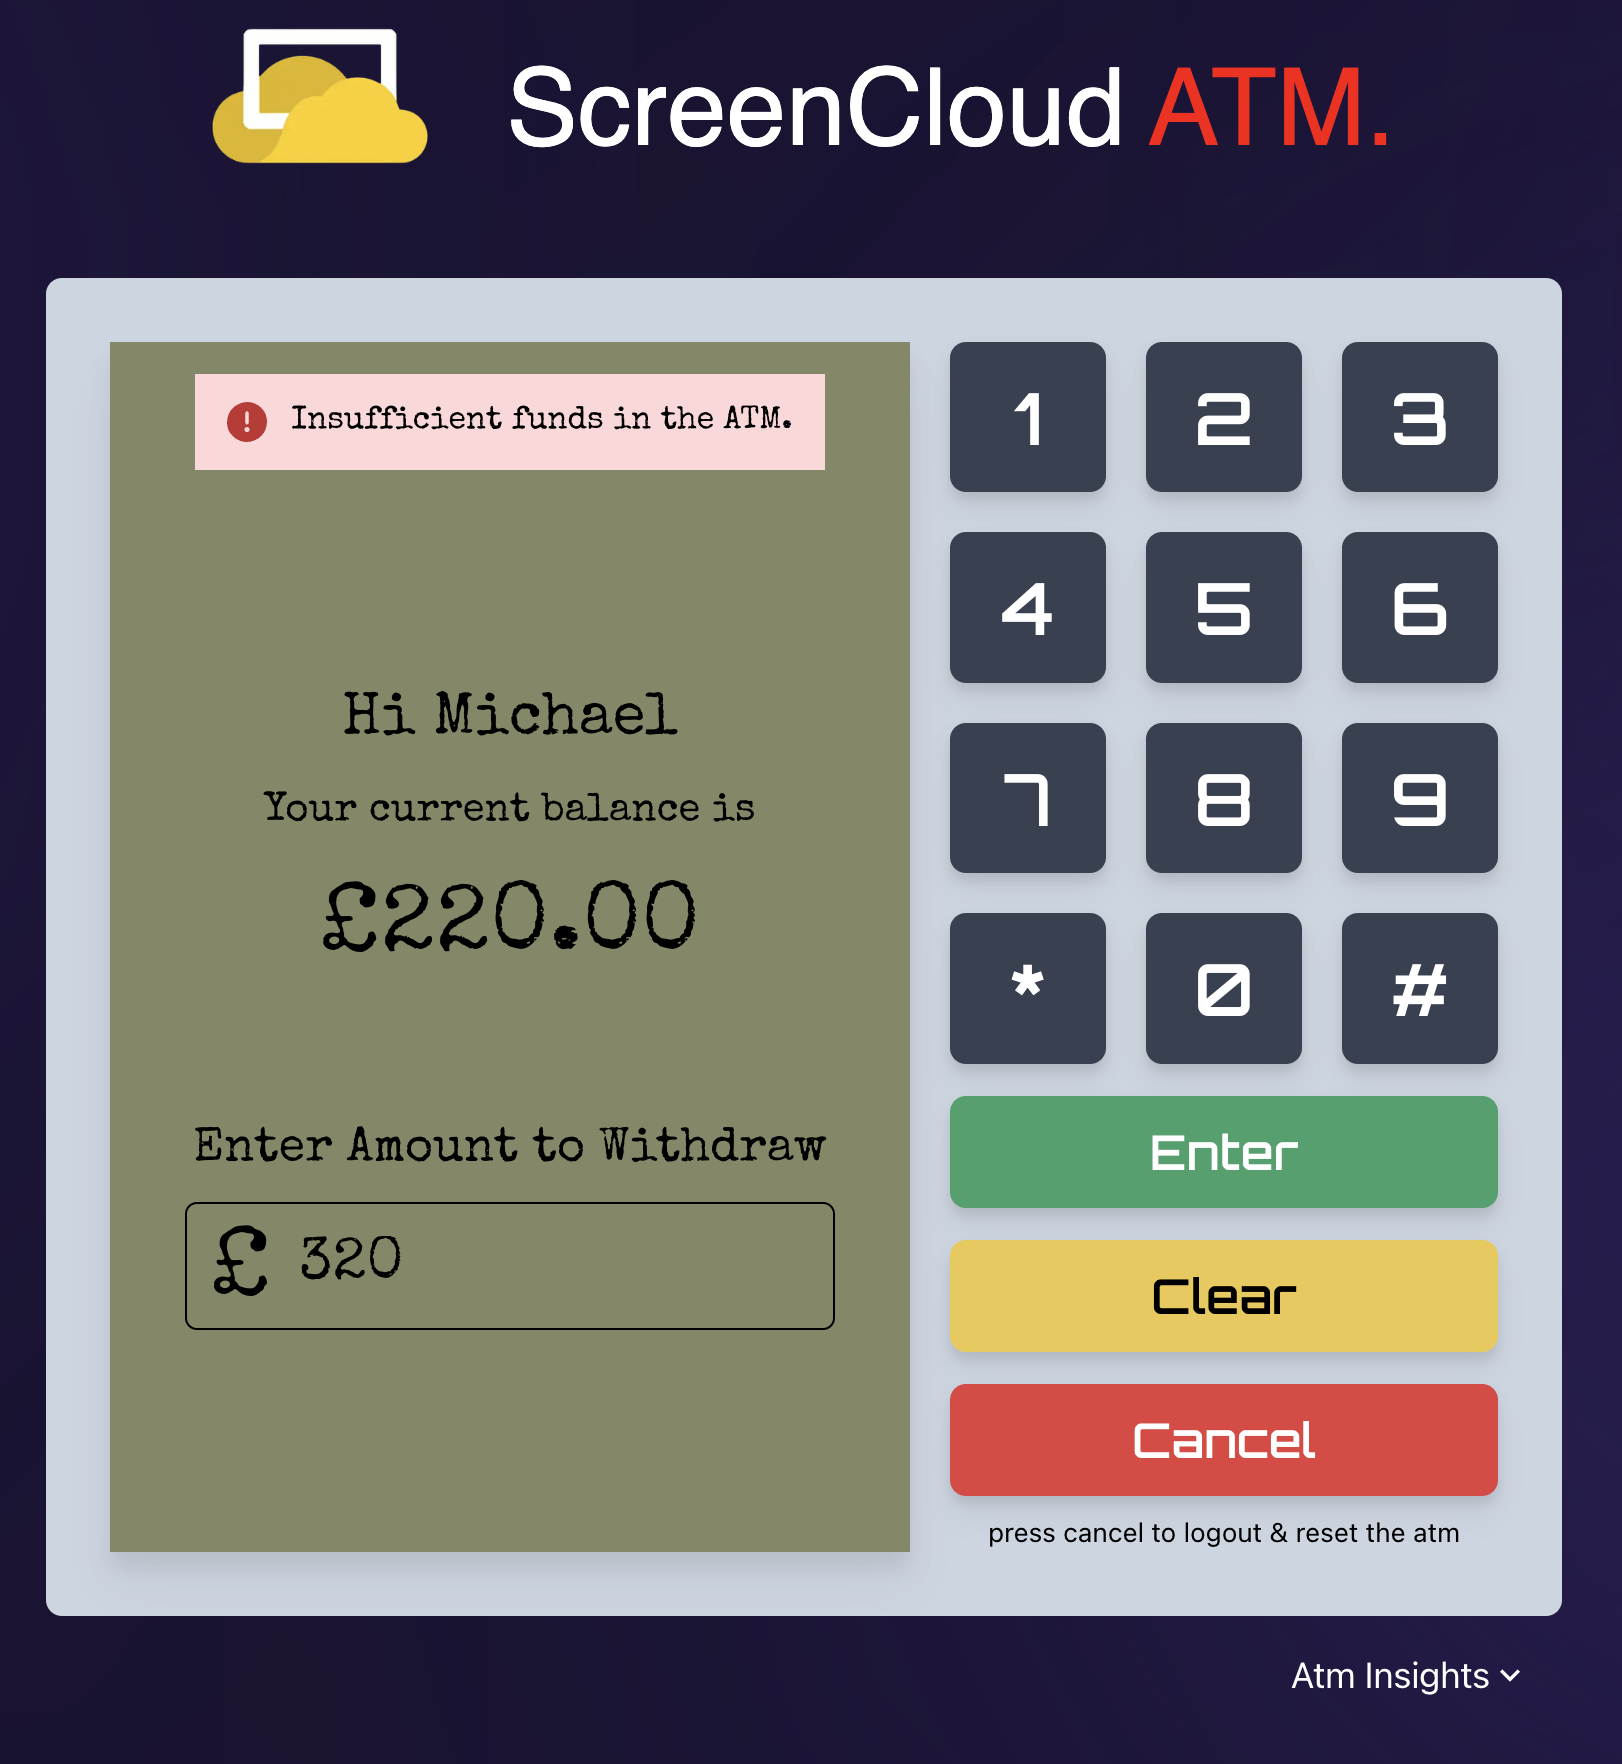 ScreenCloud ATM.
Insufficient funds in the ATM.
Hi Michael
Your current balance is
£220.00
Enter Amount to Withdraw
£ 320
1 2 3
4 5 6
7 8 9
* 0 #
Enter
Clear
Cancel
press cancel to logout & reset the atm
Atm Insights